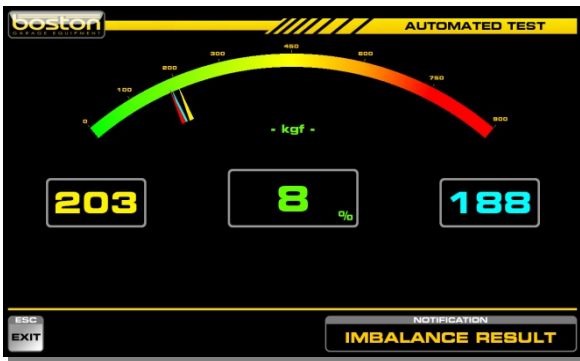 boston
GARAGE EQUIPMENT
AUTOMATED TEST
0
100
200
300
450
600
750
900
- kgf -
203
8 %
188
ESC
EXIT
NOTIFICATION
IMBALANCE RESULT